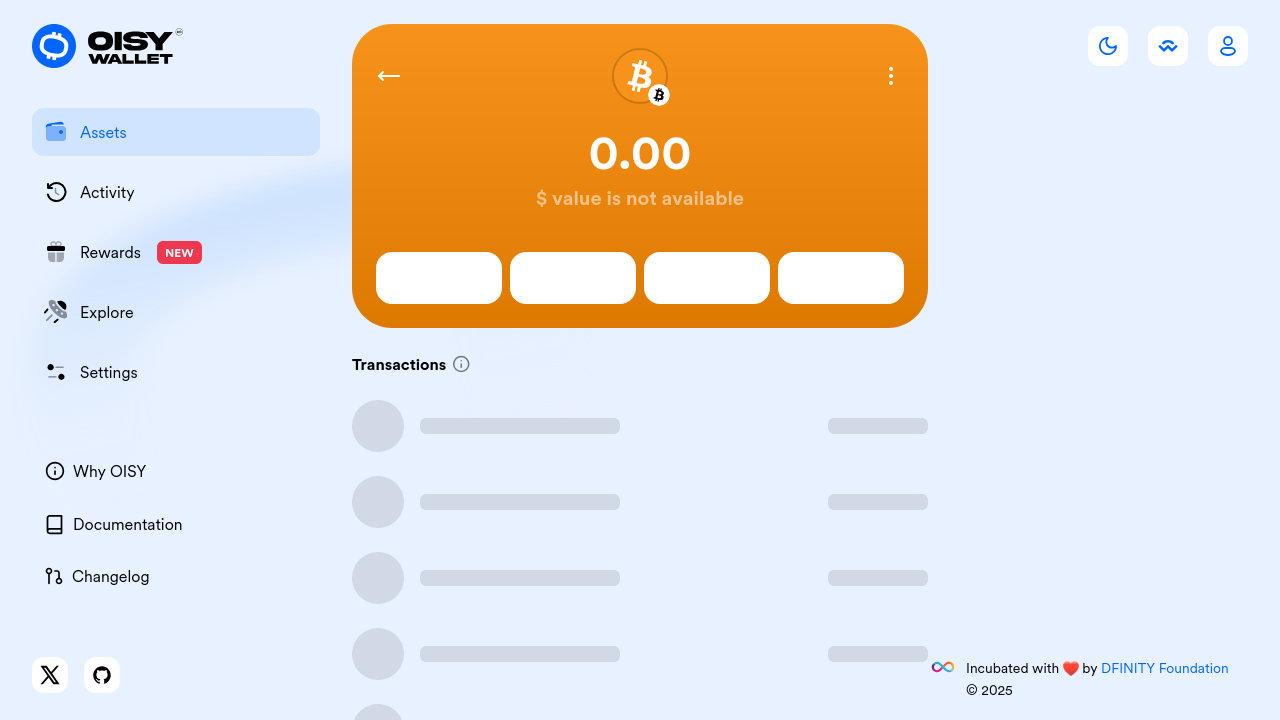 OISY
WALLET
Assets
Activity
Rewards NEW
Explore
Settings
Why OISY
Documentation
Changelog
0.00
$ value is not available
Transactions
Incubated with ❤️ by DFINITY Foundation
© 2025